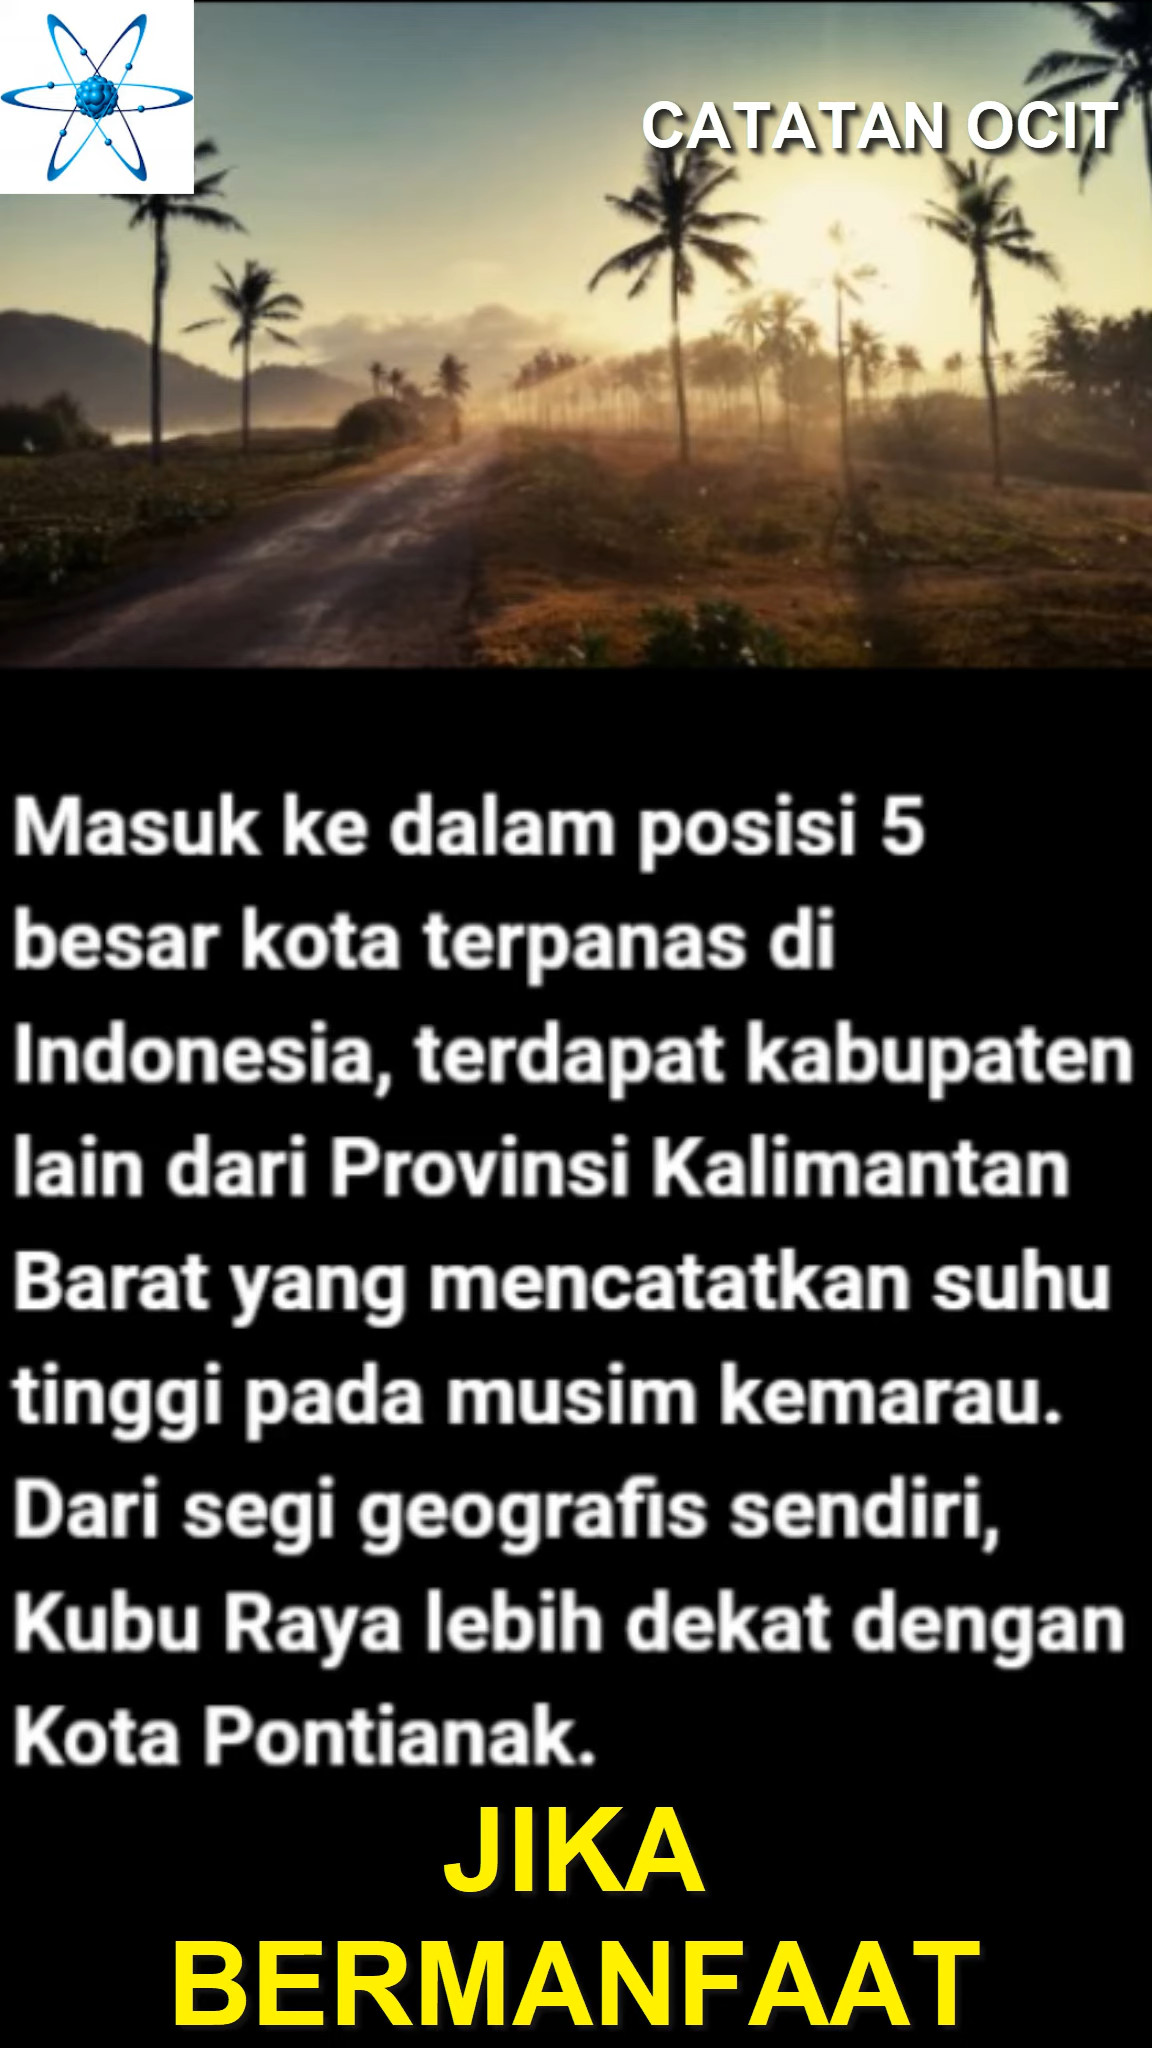 CATATAN OCIT
Masuk ke dalam posisi 5
besar kota terpanas di
Indonesia, terdapat kabupaten
lain dari Provinsi Kalimantan
Barat yang mencatatkan suhu
tinggi pada musim kemarau.
Dari segi geografis sendiri,
Kubu Raya lebih dekat dengan
Kota Pontianak.
JIKA
BERMANFAAT